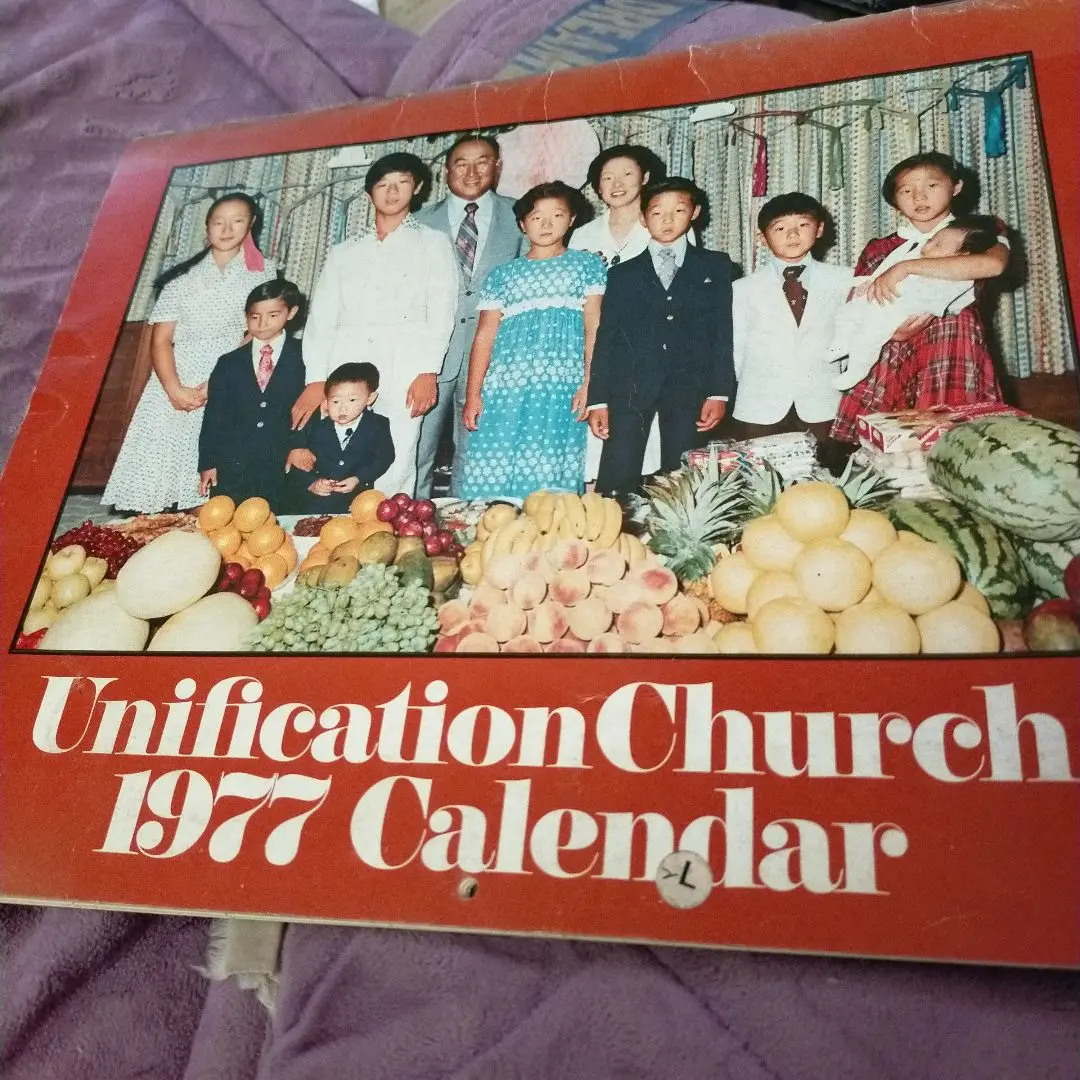 Unification Church
1977 Calendar
L